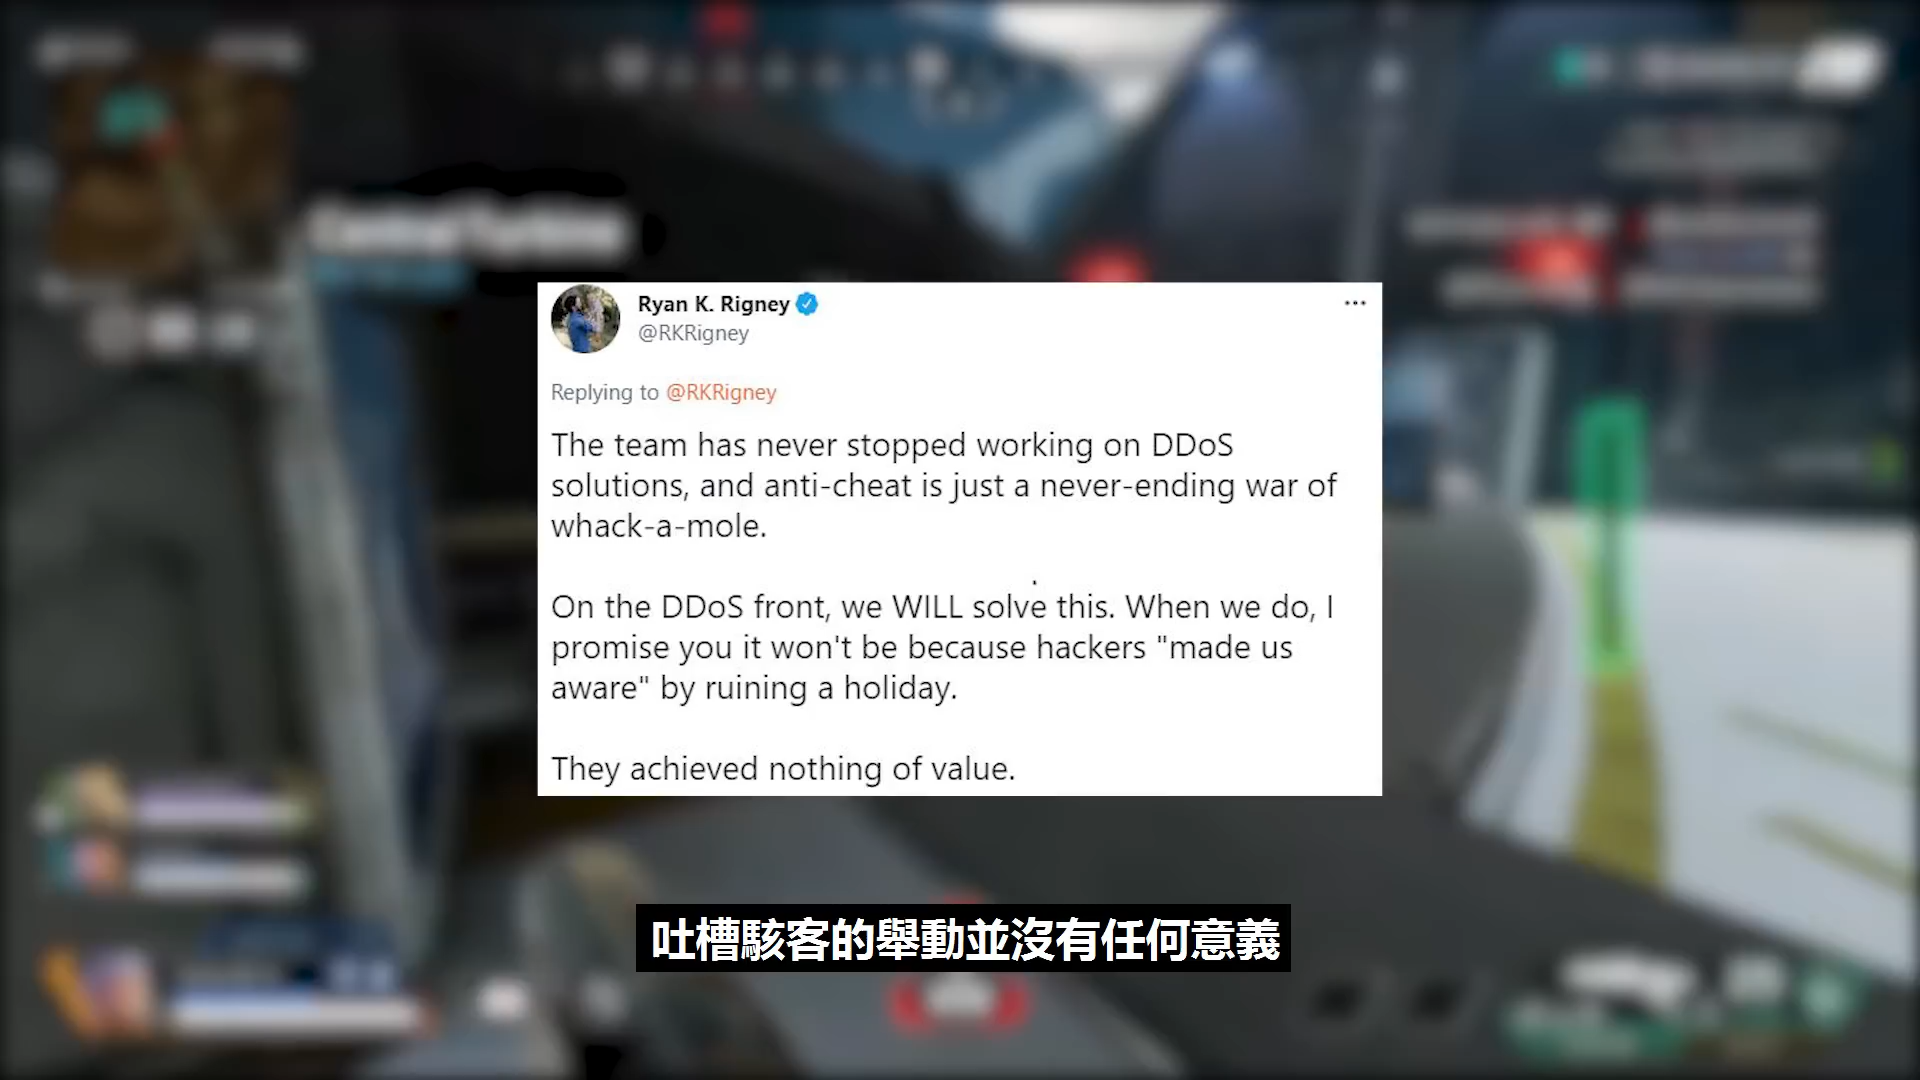 Ryan K. Rigney
@RKRigney
Replying to @RKRigney
The team has never stopped working on DDoS
solutions, and anti-cheat is just a never-ending war of
whack-a-mole.
On the DDoS front, we WILL solve this. When we do, I
promise you it won't be because hackers "made us
aware" by ruining a holiday.
They achieved nothing of value.
吐槽駭客的舉動並沒有任何意義